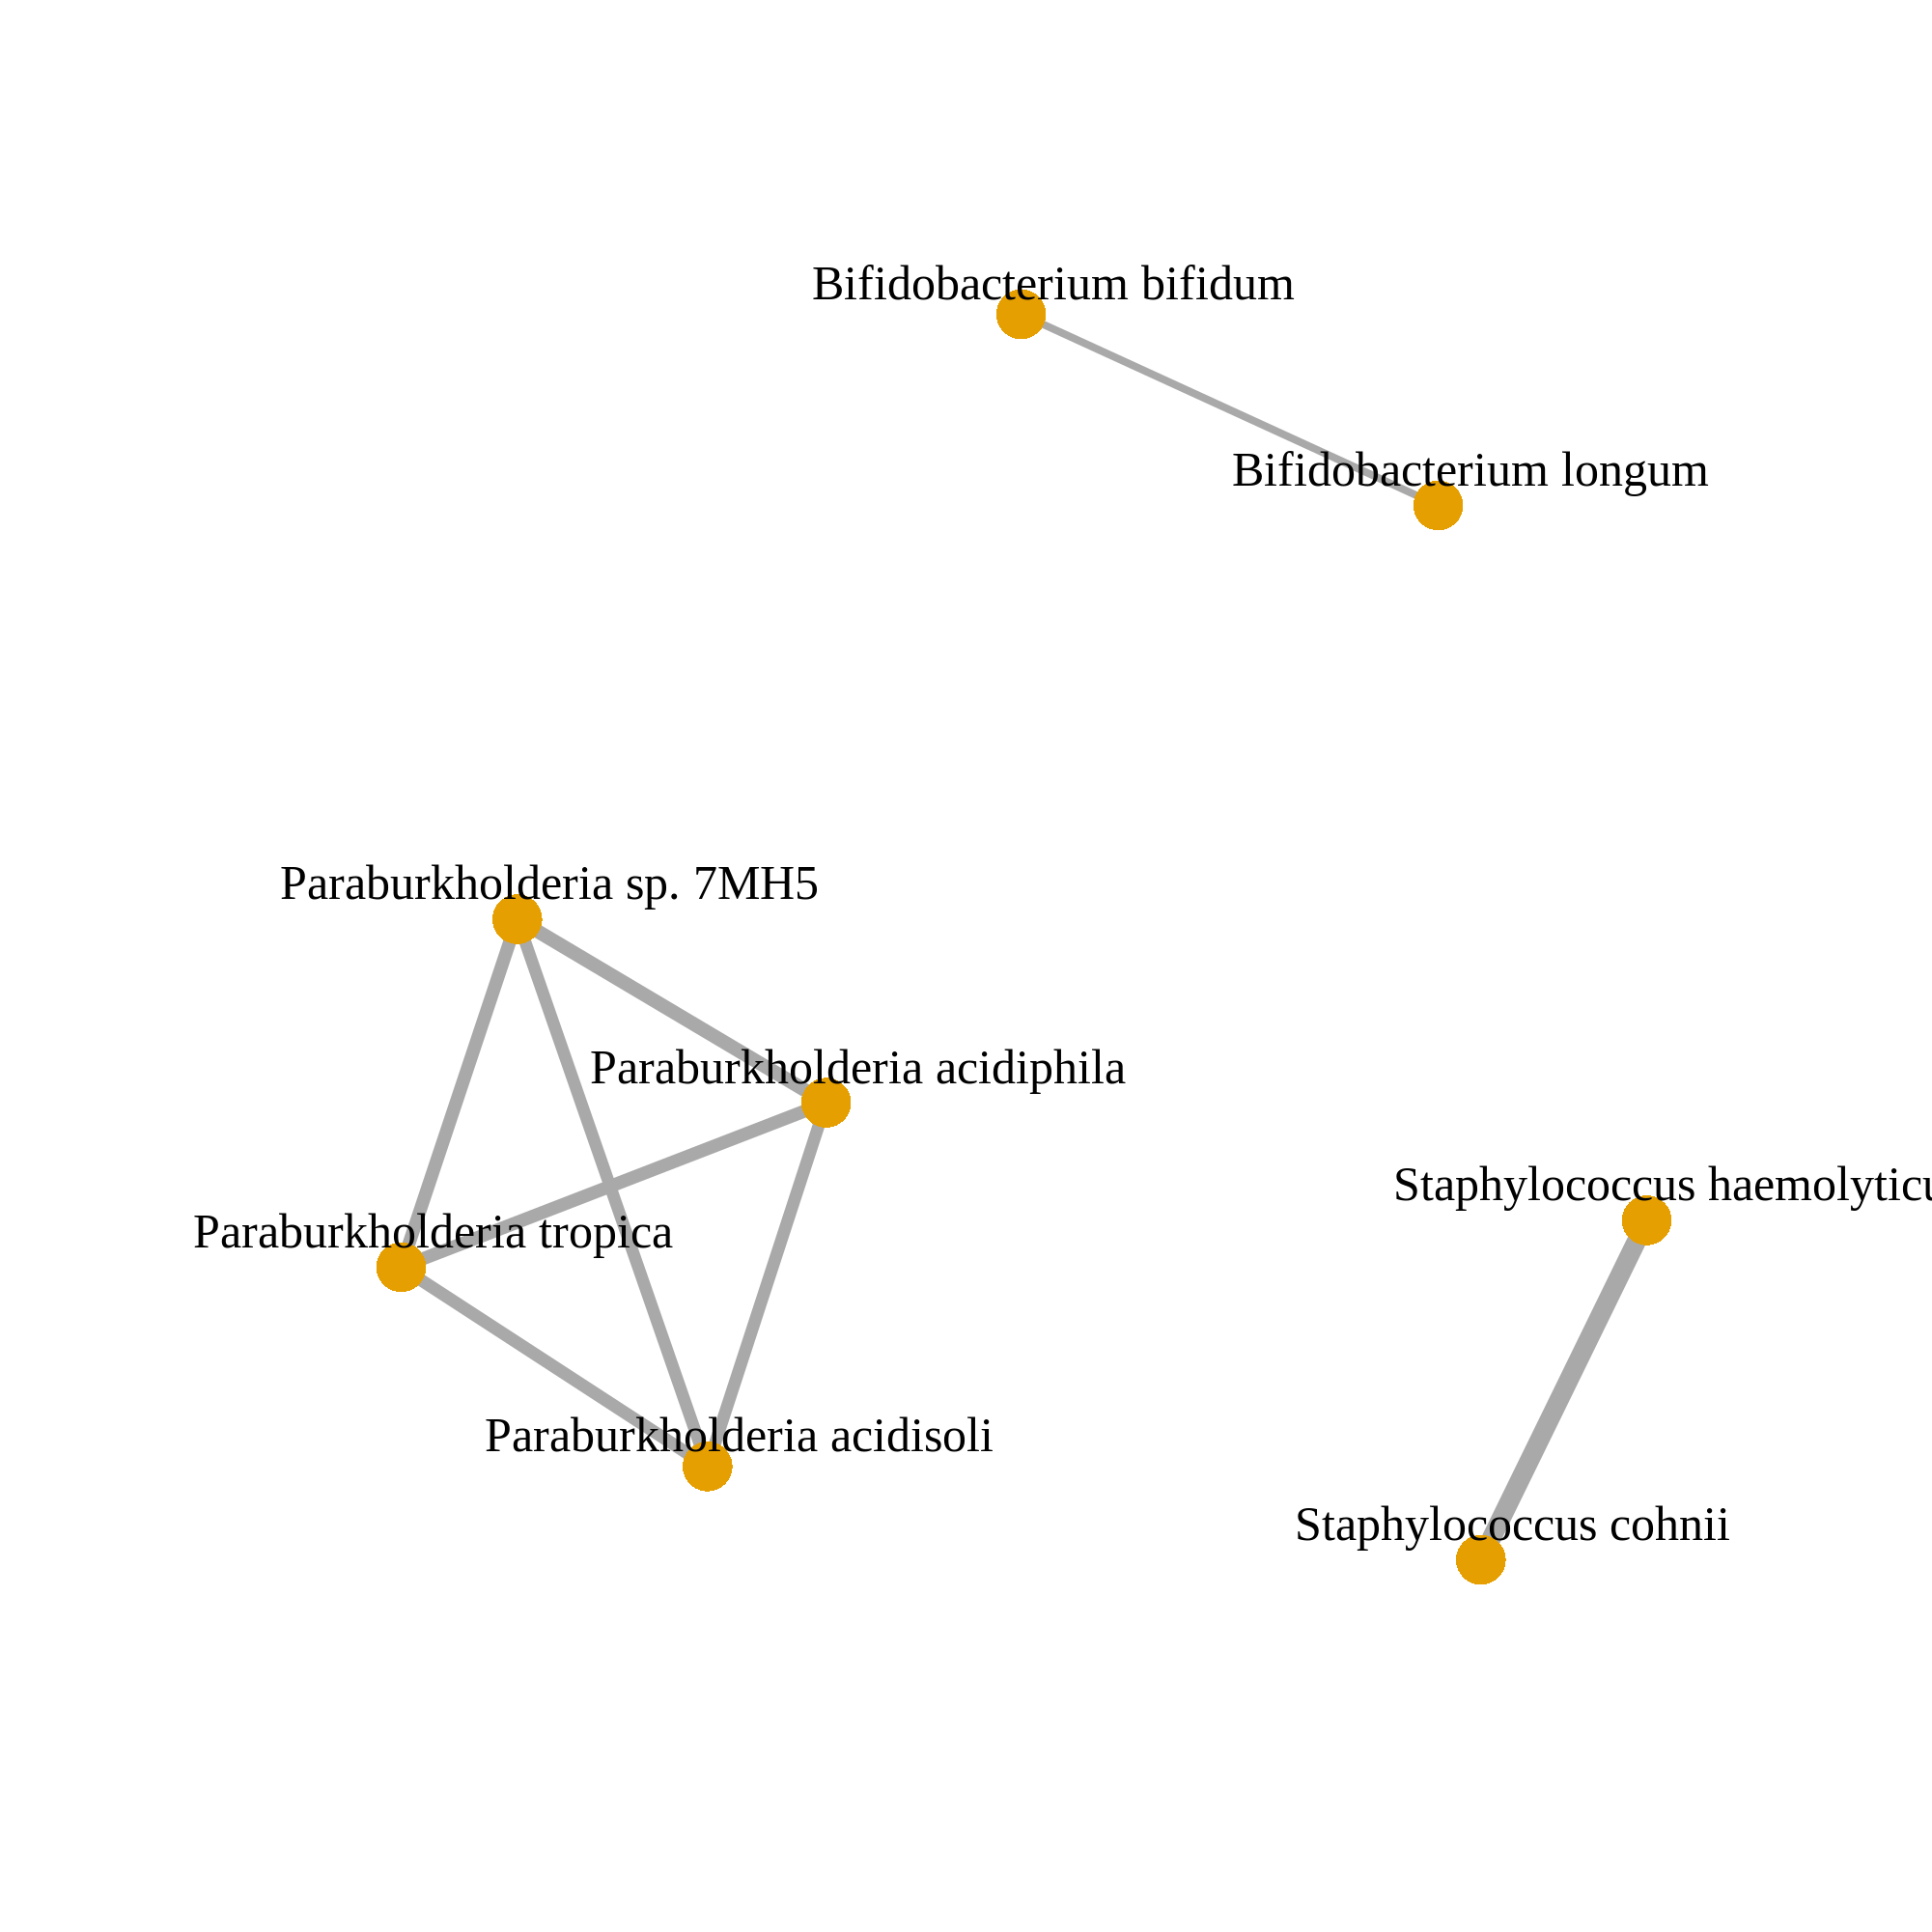 Bifidobacterium bifidum
Bifidobacterium longum
Paraburkholderia sp. 7MH5
Paraburkholderia acidiphila
Staphylococcus haemolyticu
Paraburkholderia tropica
Paraburkholderia acidisoli
Staphylococcus cohnii